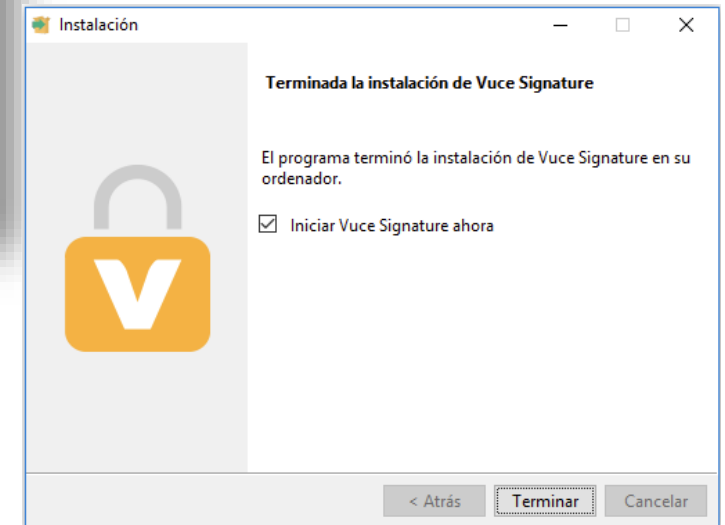 Instalación
Terminada la instalación de Vuce Signature
El programa terminó la instalación de Vuce Signature en su
ordenador.
Iniciar Vuce Signature ahora
V
< Atrás
Terminar
Cancelar